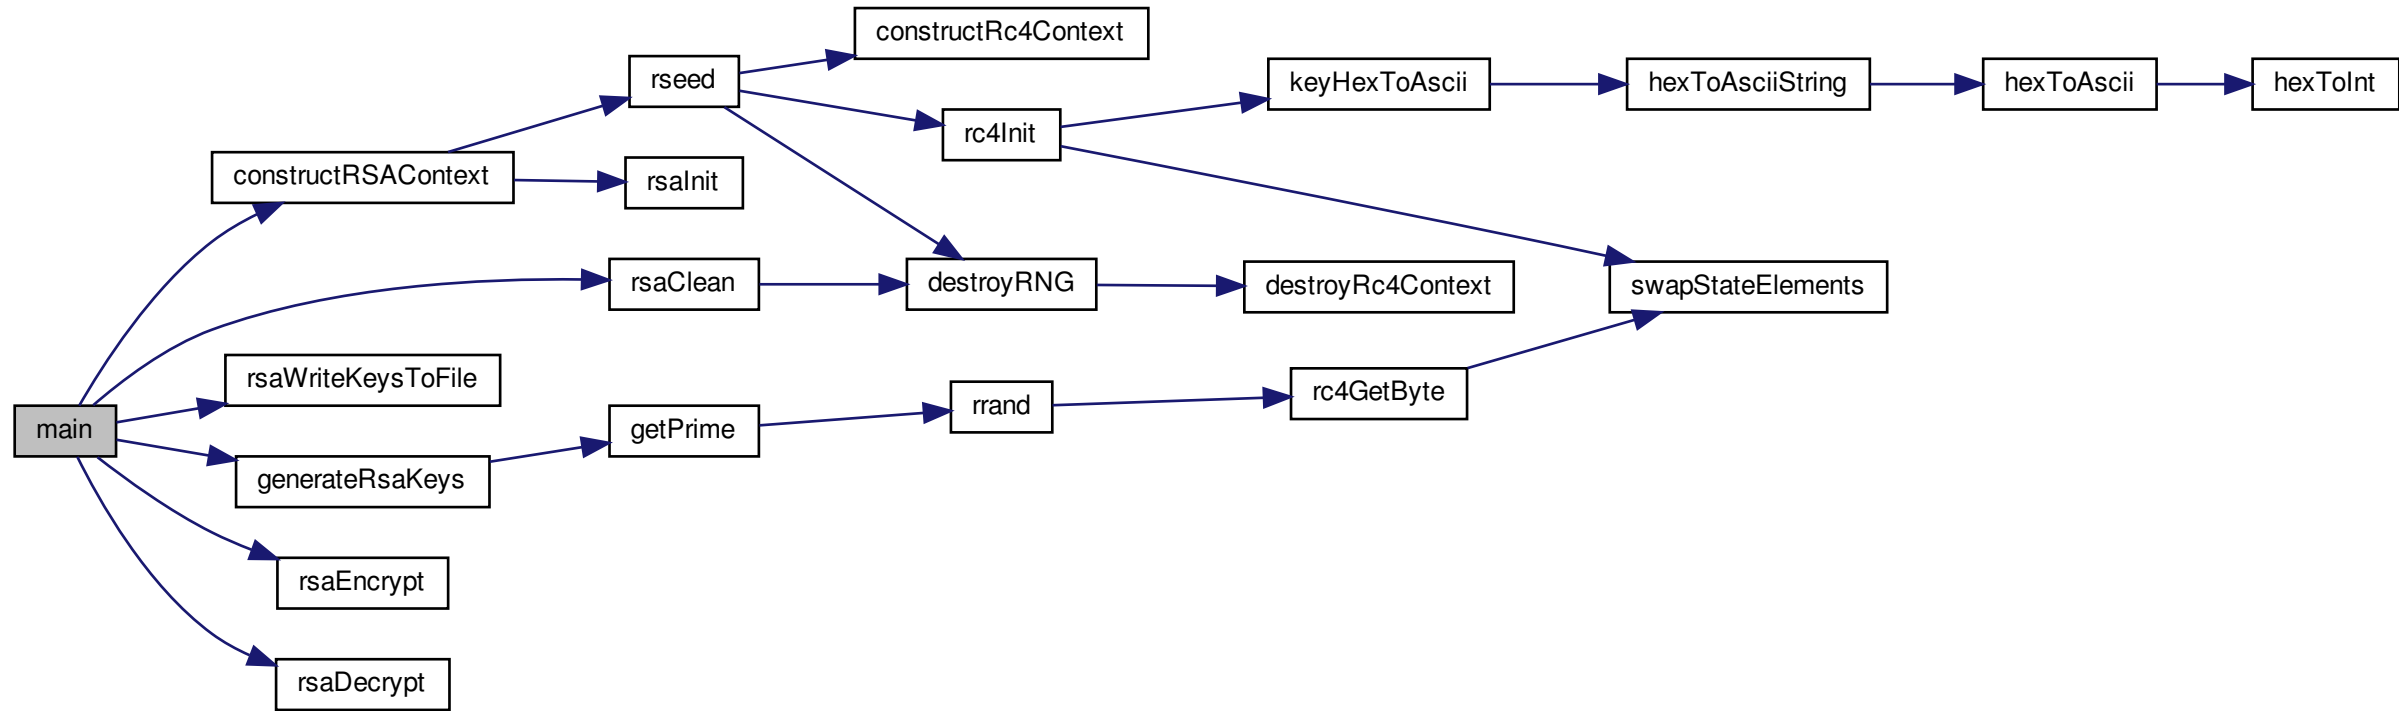 constructRc4Context
rseed
keyHexToAscii
hexToAsciiString
hexToAscii
hexToInt
rc4Init
constructRSAContext
rsaInit
rsaClean
destroyRNG
destroyRc4Context
swapStateElements
rsaWriteKeysToFile
rc4GetByte
rrand
main
getPrime
generateRsaKeys
rsaEncrypt
rsaDecrypt